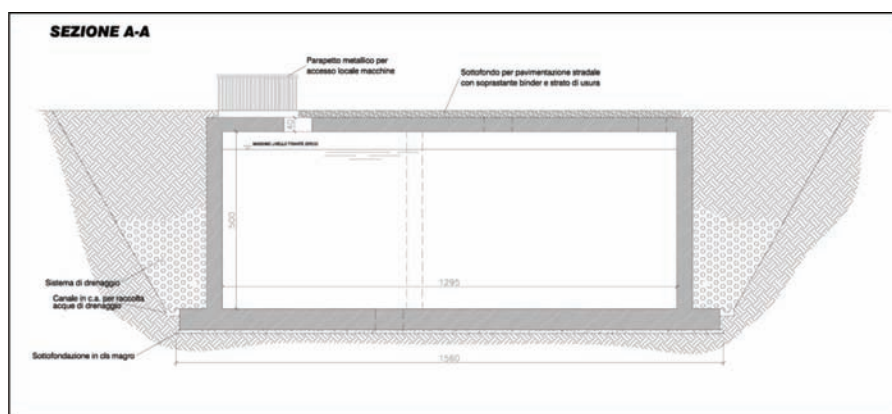 SEZIONE A-A
Parapetto metallico per
accesso locale macchine
Sottofondo per pavimentazione stradale
con soprastante binder e strato di usura
40
500
1295
Sistema di drenaggio
Canale in c.a. per raccolta
acque di drenaggio
Sottofondazione in cls magro
1560